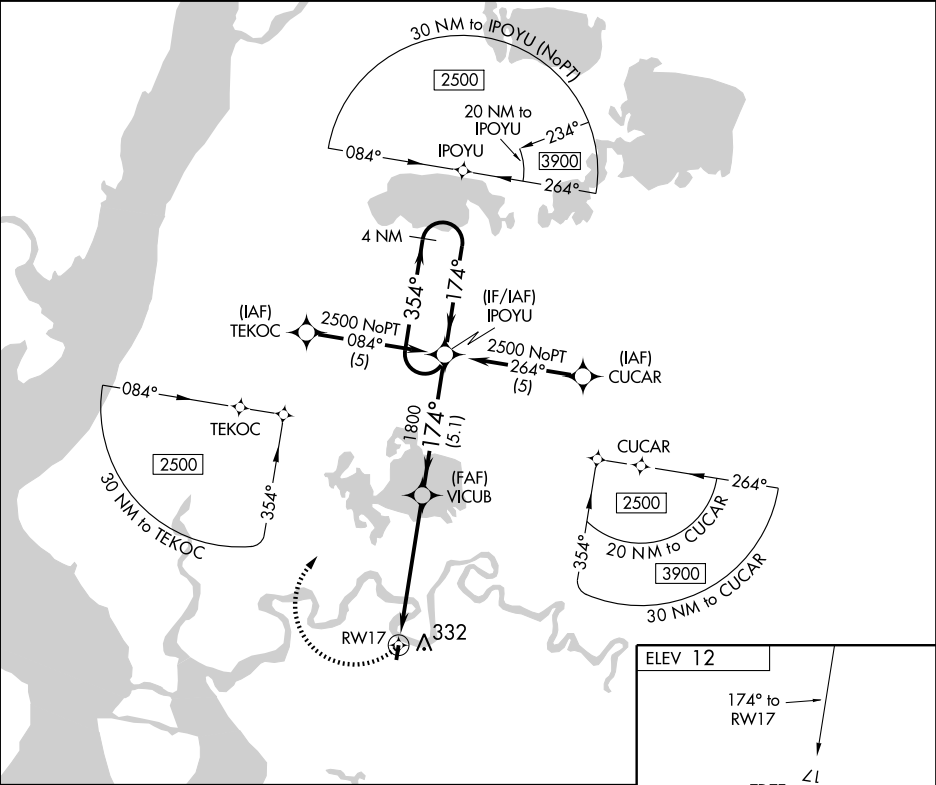 30 NM to IPOYU (NoPT)
2500
20 NM to
IPOYU
234°
IPOYU
084°
3900
264°
4 NM
354°
174°
(IF/IAF)
IPOYU
(IAF)
TEKOC
2500 NoPT
084°
(5)
2500 NoPT
264°
(5)
(IAF)
CUCAR
084°
TEKOC
2500
354°
30 NM to TEKOC
1800
174°
(5.1)
(FAF)
VICUB
CUCAR
264°
2500
354°
20 NM to CUCAR
3900
30 NM to CUCAR
RW17
332
ELEV 12
174° to
RW17
17